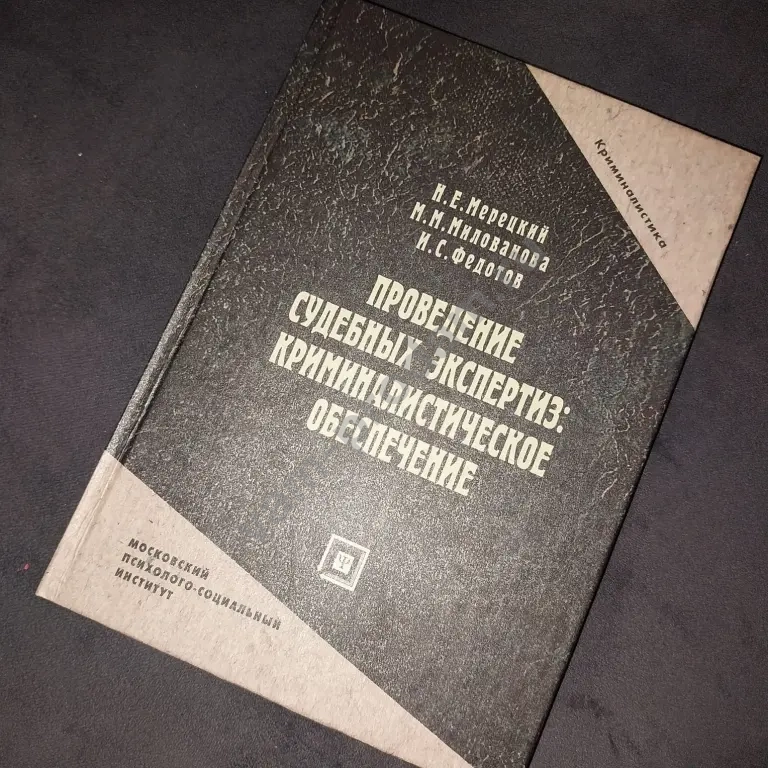 Криминалистика
Н.Е.Мерецкий
М.М.Милованова
И.С.Федотов
ПРОВЕДЕНИЕ
СУДЕБНЫХ ЭКСПЕРТИЗ:
КРИМИНАЛИСТИЧЕСКОЕ
ОБЕСПЕЧЕНИЕ
Ψ
МОСКОВСКИЙ
ПСИХОЛОГО-СОЦИАЛЬНЫЙ
ИНСТИТУТ